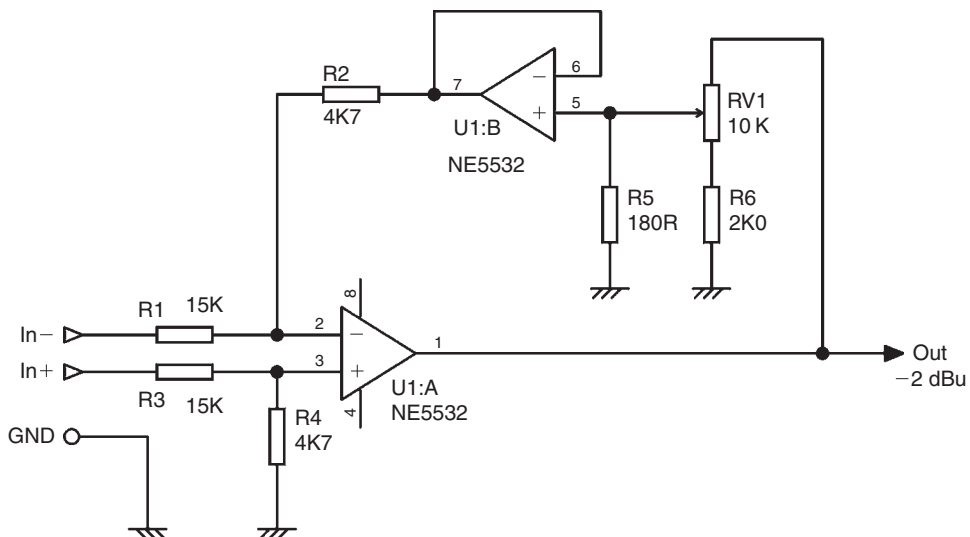 R2
4K7
7
6
5
U1:B
NE5532
RV1
10 K
R5
180R
R6
2K0
R1 15K
In−
2
8
1
Out
−2 dBu
In+
3
R3 15K
4
U1:A
NE5532
R4
4K7
GND